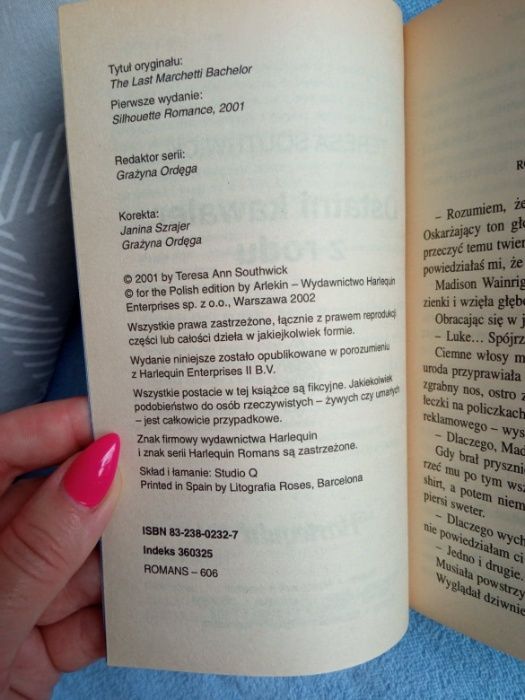 Tytuł oryginału:
The Last Marchetti Bachelor
Pierwsze wydanie:
Silhouette Romance, 2001
Redaktor serii:
Grażyna Ordęga
Korekta:
Janina Szrajer
Grażyna Ordęga
© 2001 by Teresa Ann Southwick
© for the Polish edition by Arlekin – Wydawnictwo Harlequin
Enterprises sp. z o.o., Warszawa 2002
Wszystkie prawa zastrzeżone, łącznie z prawem reprodukcji
części lub całości dzieła w jakiejkolwiek formie.
Wydanie niniejsze zostało opublikowane w porozumieniu
z Harlequin Enterprises II B.V.
Wszystkie postacie w tej książce są fikcyjne. Jakiekolwiek
podobieństwo do osób rzeczywistych – żywych czy umarłych
– jest całkowicie przypadkowe.
Znak firmowy wydawnictwa Harlequin
i znak serii Harlequin Romans są zastrzeżone.
Skład i łamanie: Studio Q
Printed in Spain by Litografia Roses, Barcelona
ISBN 83-238-0232-7
Indeks 360325
ROMANS – 606
– Rozumiem, że
Oskarżający ton gł
przeczyć temu twier
powiedziałaś mi, że
Madison Wainrig
zienki i wzięła głębo
Obracając się w j
– Luke... Spójrz
Ciemne włosy m
uroda przyprawiała
zgrabny nos, ostro z
leczki na policzkach
reklamowego – wys
– Dlaczego, Mad
Gdy brał pryszni
rzeć mu po tym wsz
shirt, a potem niem
piersi sweter.
– Dlaczego wych
nie powiedziałam ci
– Jedno i drugie.
Musiała powstrzy
Wyglądał dziwnie